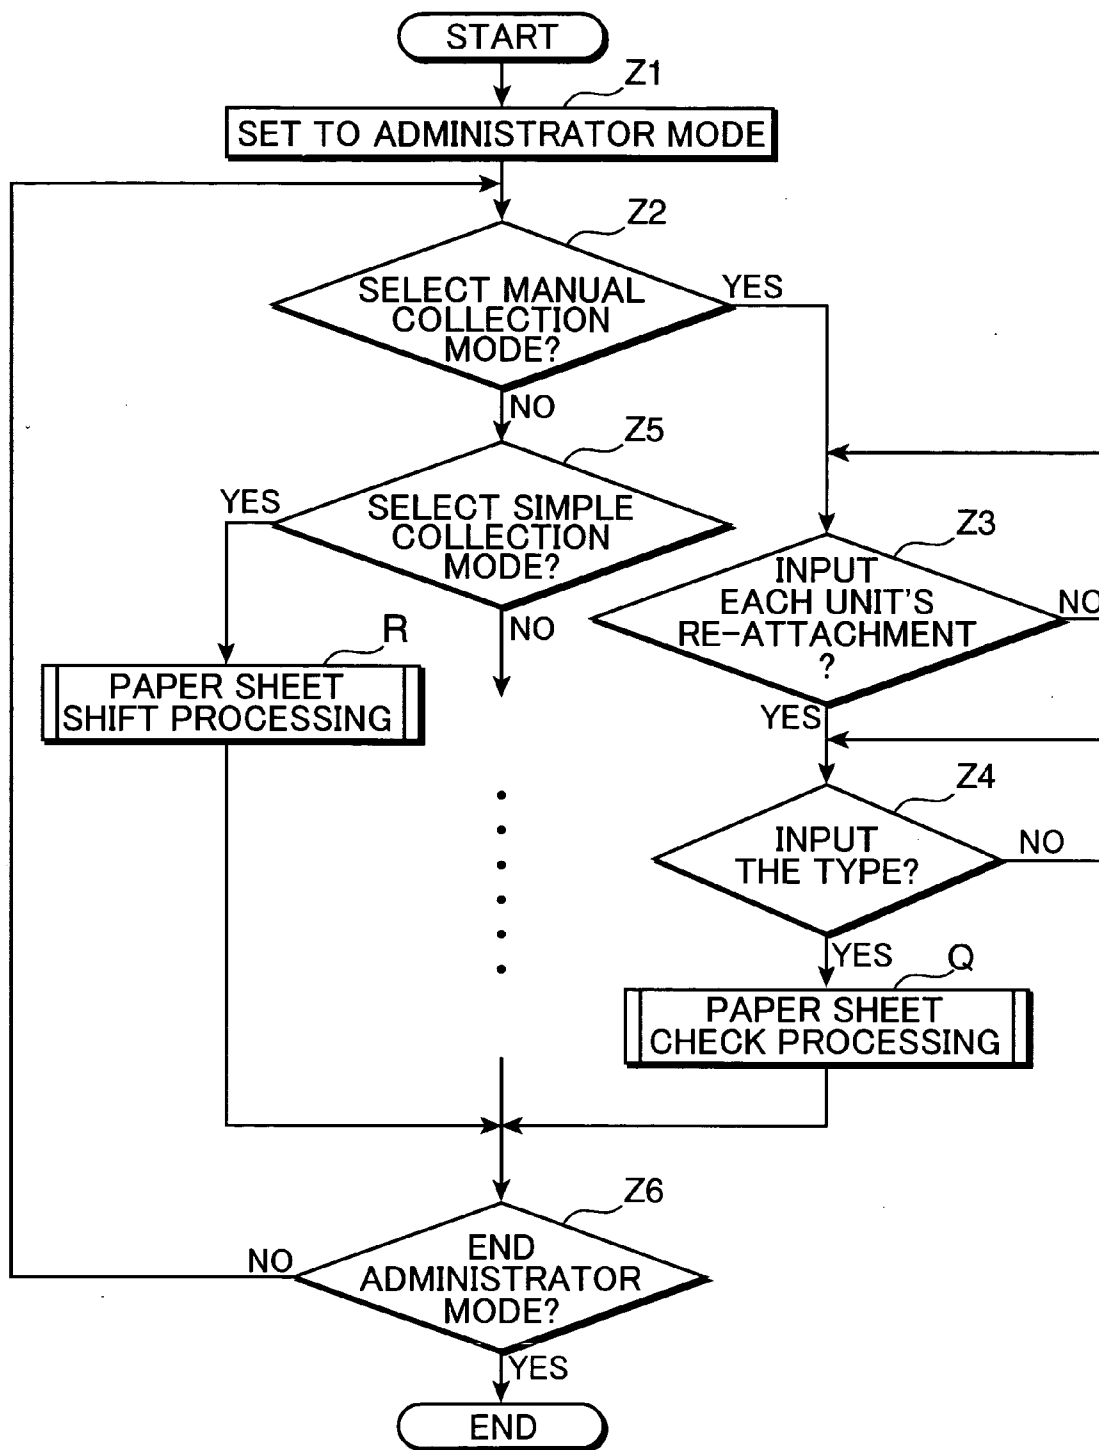 START
Z1
SET TO ADMINISTRATOR MODE
Z2
SELECT MANUAL
COLLECTION
MODE?
YES
NO
Z5
YES
SELECT SIMPLE
COLLECTION
MODE?
NO
Z3
INPUT
EACH UNIT'S
RE-ATTACHMENT
?
NO
YES
R
PAPER SHEET
SHIFT PROCESSING
Z4
INPUT
THE TYPE?
NO
YES
Q
PAPER SHEET
CHECK PROCESSING
Z6
NO
END
ADMINISTRATOR
MODE?
YES
END